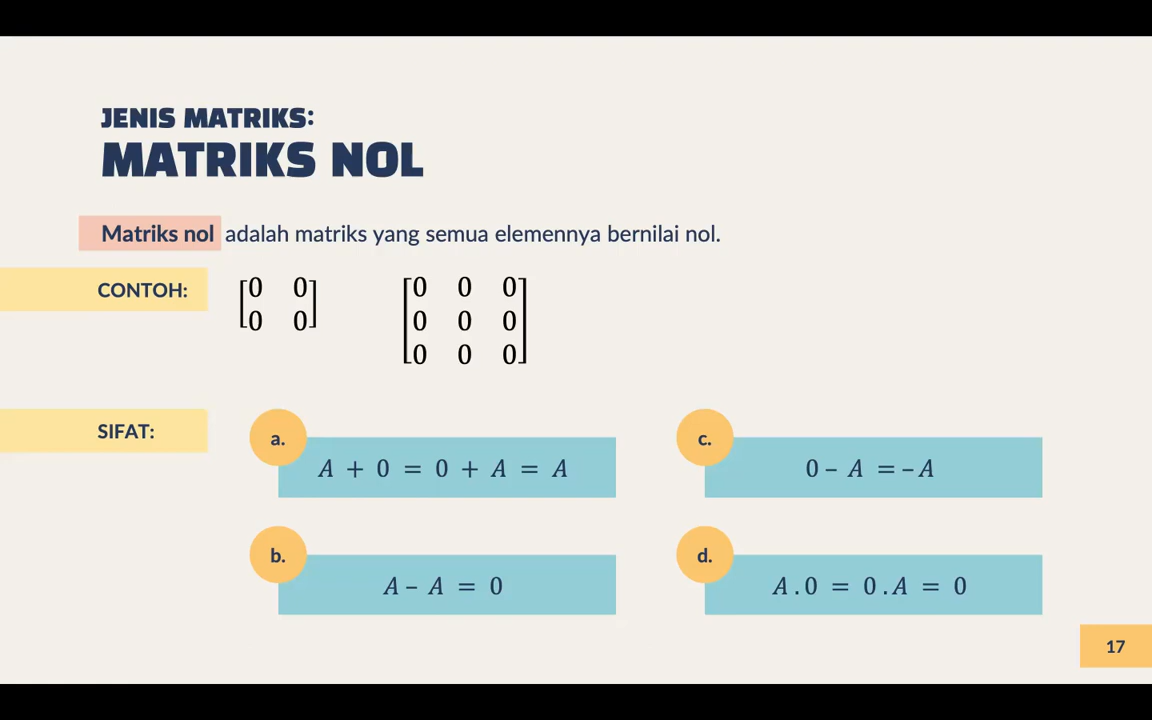 JENIS MATRIKS:
MATRIKS NOL
Matriks nol adalah matriks yang semua elemennya bernilai nol.
CONTOH:
[0 0]
[0 0]
[0 0 0]
[0 0 0]
[0 0 0]
SIFAT:
a.
A + 0 = 0 + A = A
b.
A – A = 0
c.
0 – A = – A
d.
A . 0 = 0 . A = 0
17